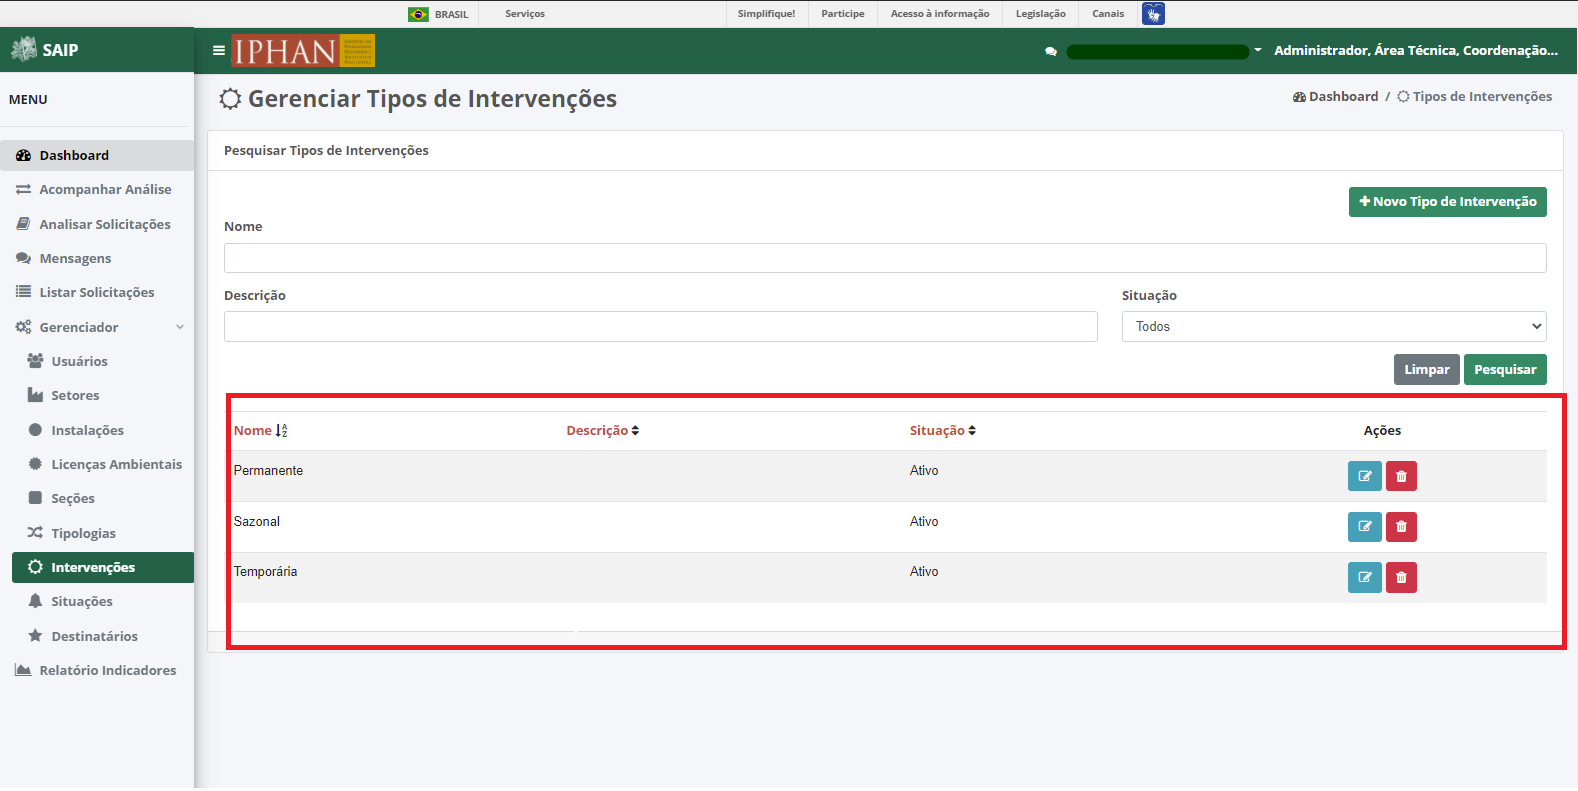 BRASIL Serviços Simplifique! Participe Acesso à informação Legislação Canais
SAIP IPHAN Administrador, Área Técnica, Coordenação...
MENU
Dashboard
Acompanhar Análise
Analisar Solicitações
Mensagens
Listar Solicitações
Gerenciador
Usuários
Setores
Instalações
Licenças Ambientais
Seções
Tipologias
Intervenções
Situações
Destinatários
Relatório Indicadores
Gerenciar Tipos de Intervenções
Dashboard / Tipos de Intervenções
Pesquisar Tipos de Intervenções
Novo Tipo de Intervenção
Nome
Descrição Situação
Todos
Limpar Pesquisar
Nome Descrição Situação Ações
Permanente Ativo
Sazonal Ativo
Temporária Ativo